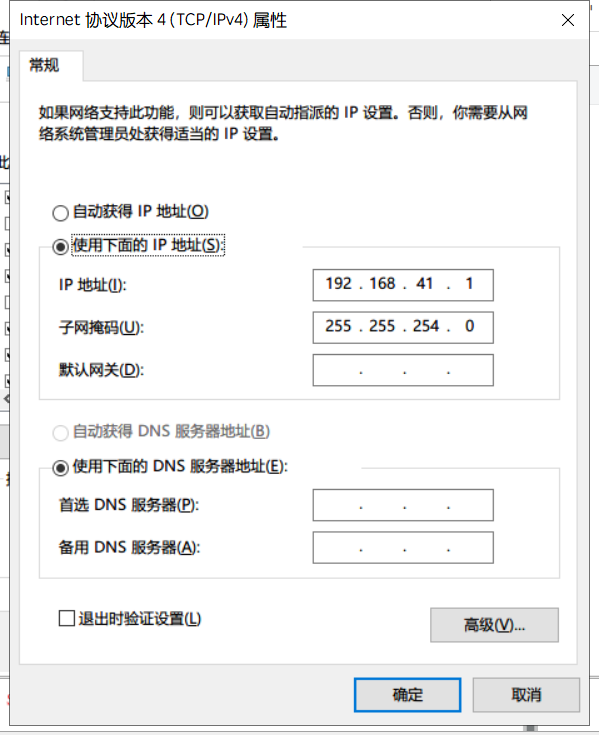 Internet 协议版本 4 (TCP/IPv4) 属性
常规
如果网络支持此功能，则可以获取自动指派的 IP 设置。否则，你需要从网
络系统管理员处获得适当的 IP 设置。
自动获得 IP 地址(O)
使用下面的 IP 地址(S):
IP 地址(I): 192 . 168 . 41 . 1
子网掩码(U): 255 . 255 . 254 . 0
默认网关(D): . . .
自动获得 DNS 服务器地址(B)
使用下面的 DNS 服务器地址(E):
首选 DNS 服务器(P): . . .
备用 DNS 服务器(A): . . .
退出时验证设置(L)
高级(V)...
确定 取消